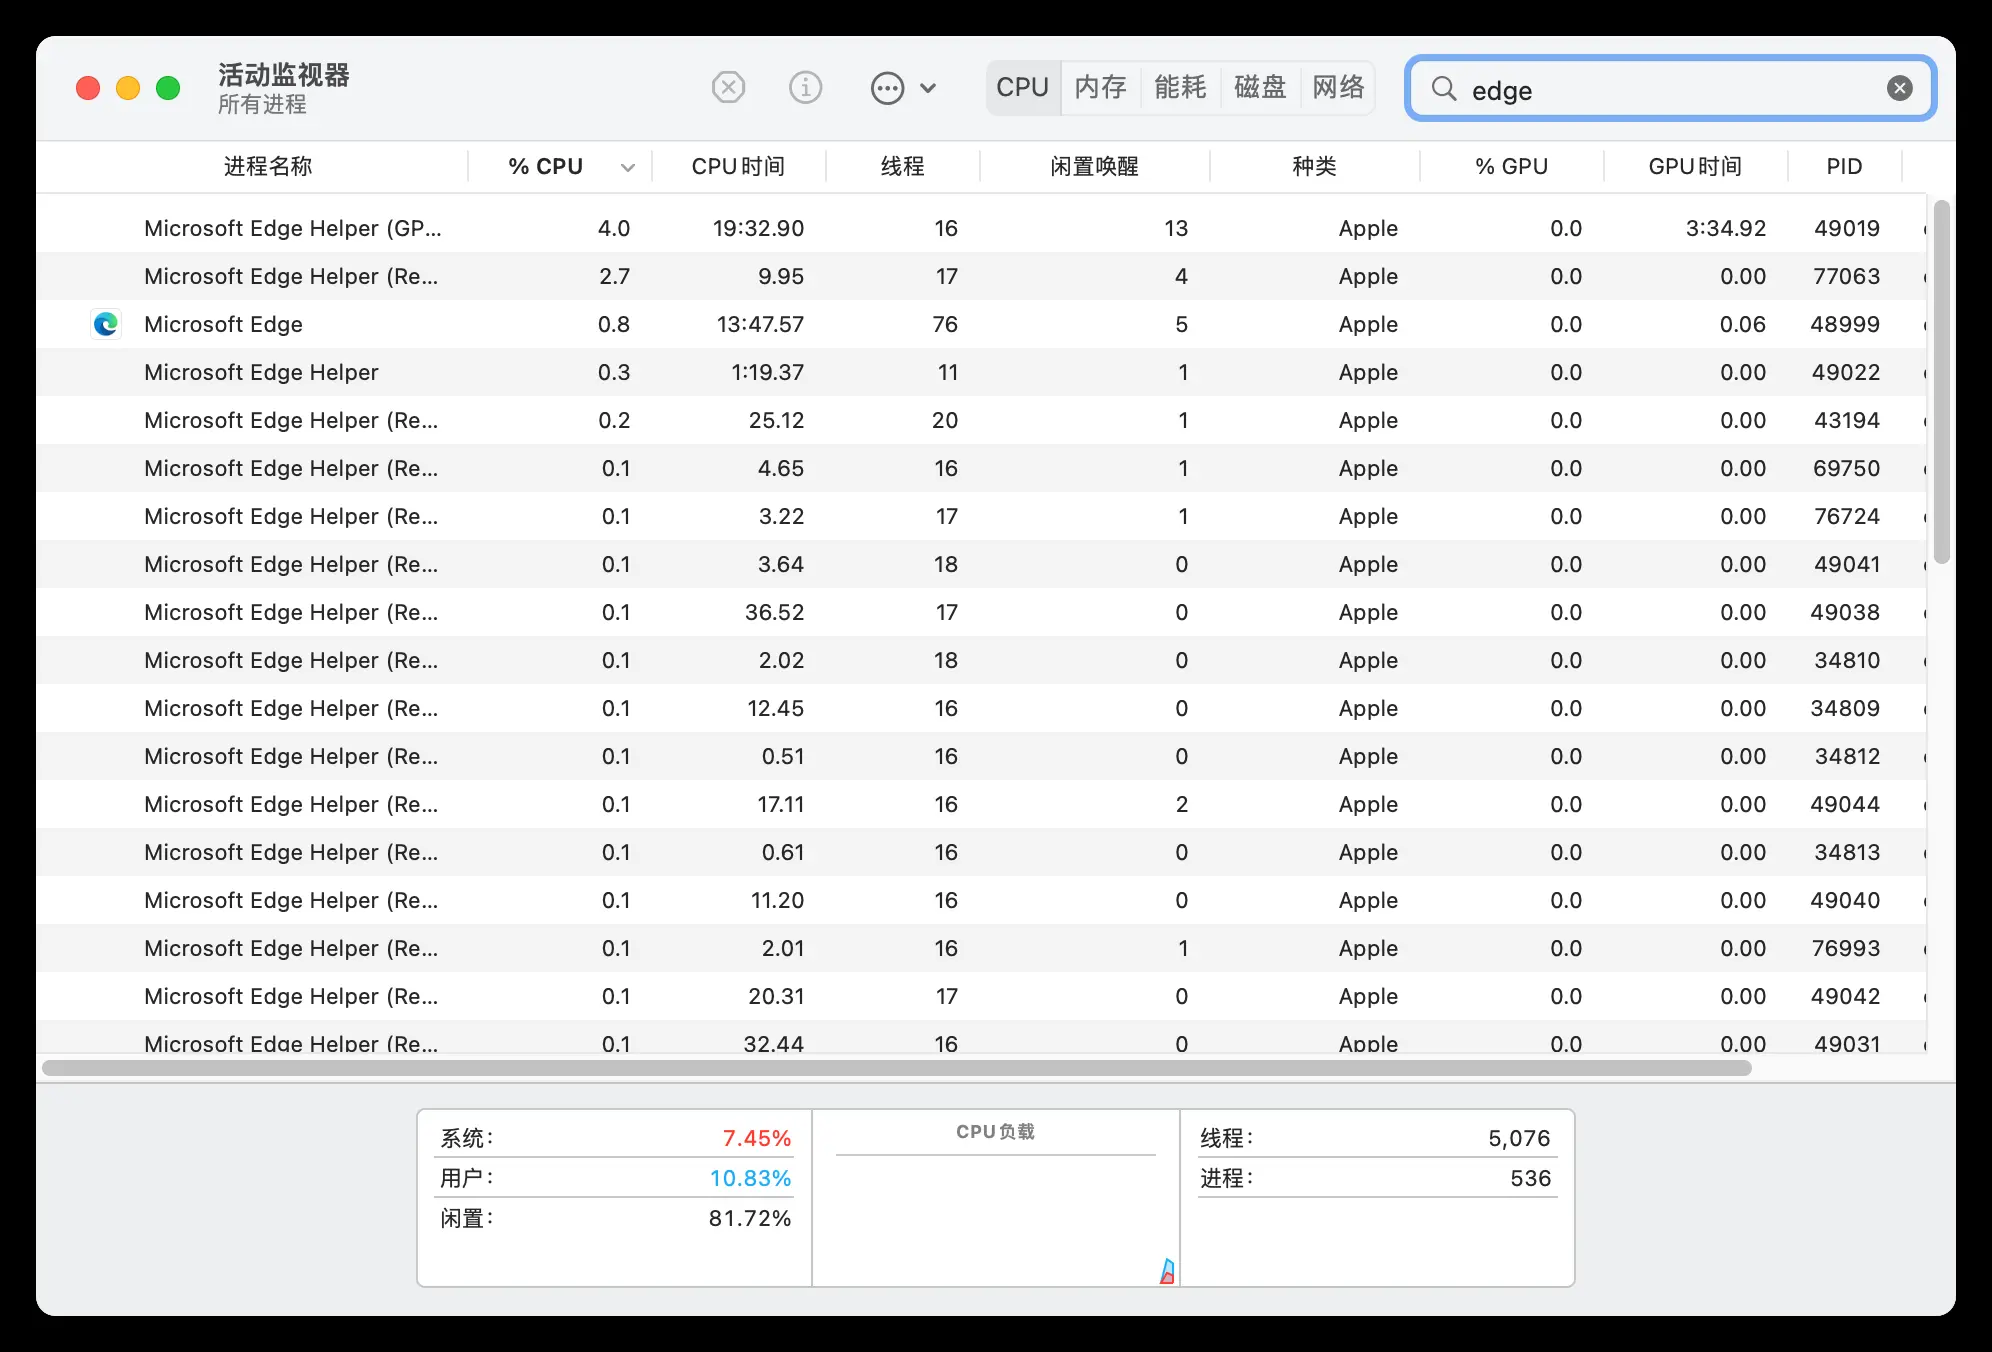 活动监视器
所有进程
CPU 内存 能耗 磁盘 网络
edge
进程名称 % CPU CPU时间 线程 闲置唤醒 种类 % GPU GPU时间 PID
Microsoft Edge Helper (GP... 4.0 19:32.90 16 13 Apple 0.0 3:34.92 49019
Microsoft Edge Helper (Re... 2.7 9.95 17 4 Apple 0.0 0.00 77063
Microsoft Edge 0.8 13:47.57 76 5 Apple 0.0 0.06 48999
Microsoft Edge Helper 0.3 1:19.37 11 1 Apple 0.0 0.00 49022
Microsoft Edge Helper (Re... 0.2 25.12 20 1 Apple 0.0 0.00 43194
Microsoft Edge Helper (Re... 0.1 4.65 16 1 Apple 0.0 0.00 69750
Microsoft Edge Helper (Re... 0.1 3.22 17 1 Apple 0.0 0.00 76724
Microsoft Edge Helper (Re... 0.1 3.64 18 0 Apple 0.0 0.00 49041
Microsoft Edge Helper (Re... 0.1 36.52 17 0 Apple 0.0 0.00 49038
Microsoft Edge Helper (Re... 0.1 2.02 18 0 Apple 0.0 0.00 34810
Microsoft Edge Helper (Re... 0.1 12.45 16 0 Apple 0.0 0.00 34809
Microsoft Edge Helper (Re... 0.1 0.51 16 0 Apple 0.0 0.00 34812
Microsoft Edge Helper (Re... 0.1 17.11 16 2 Apple 0.0 0.00 49044
Microsoft Edge Helper (Re... 0.1 0.61 16 0 Apple 0.0 0.00 34813
Microsoft Edge Helper (Re... 0.1 11.20 16 0 Apple 0.0 0.00 49040
Microsoft Edge Helper (Re... 0.1 2.01 16 1 Apple 0.0 0.00 76993
Microsoft Edge Helper (Re... 0.1 20.31 17 0 Apple 0.0 0.00 49042
Microsoft Edge Helper (Re... 0.1 32.44 16 0 Apple 0.0 0.00 49031
系统： 7.45%
用户： 10.83%
闲置： 81.72%
CPU负载
线程： 5,076
进程： 536